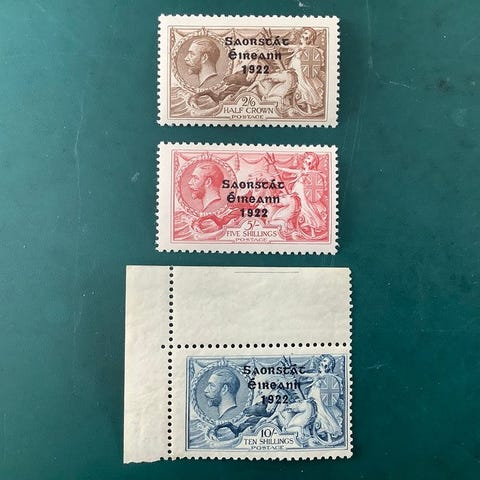 Saorstát
Éireann
1922
2/6
HALF CROWN
POSTAGE
Saorstát
Éireann
1922
5/-
FIVE SHILLINGS
POSTAGE
Saorstát
Éireann
1922
10/-
TEN SHILLINGS
POSTAGE